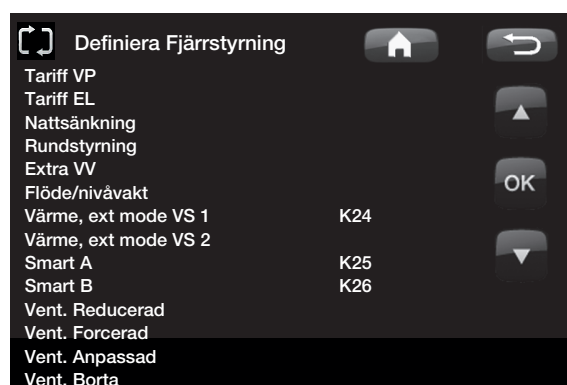 Definiera Fjärrstyrning
Tariff VP
Tariff EL
Nattsänkning
Rundstyrning
Extra VV
Flöde/nivåvakt
Värme, ext mode VS 1 K24
Värme, ext mode VS 2
Smart A K25
Smart B K26
Vent. Reducerad
Vent. Forcerad
Vent. Anpassad
Vent. Borta
OK